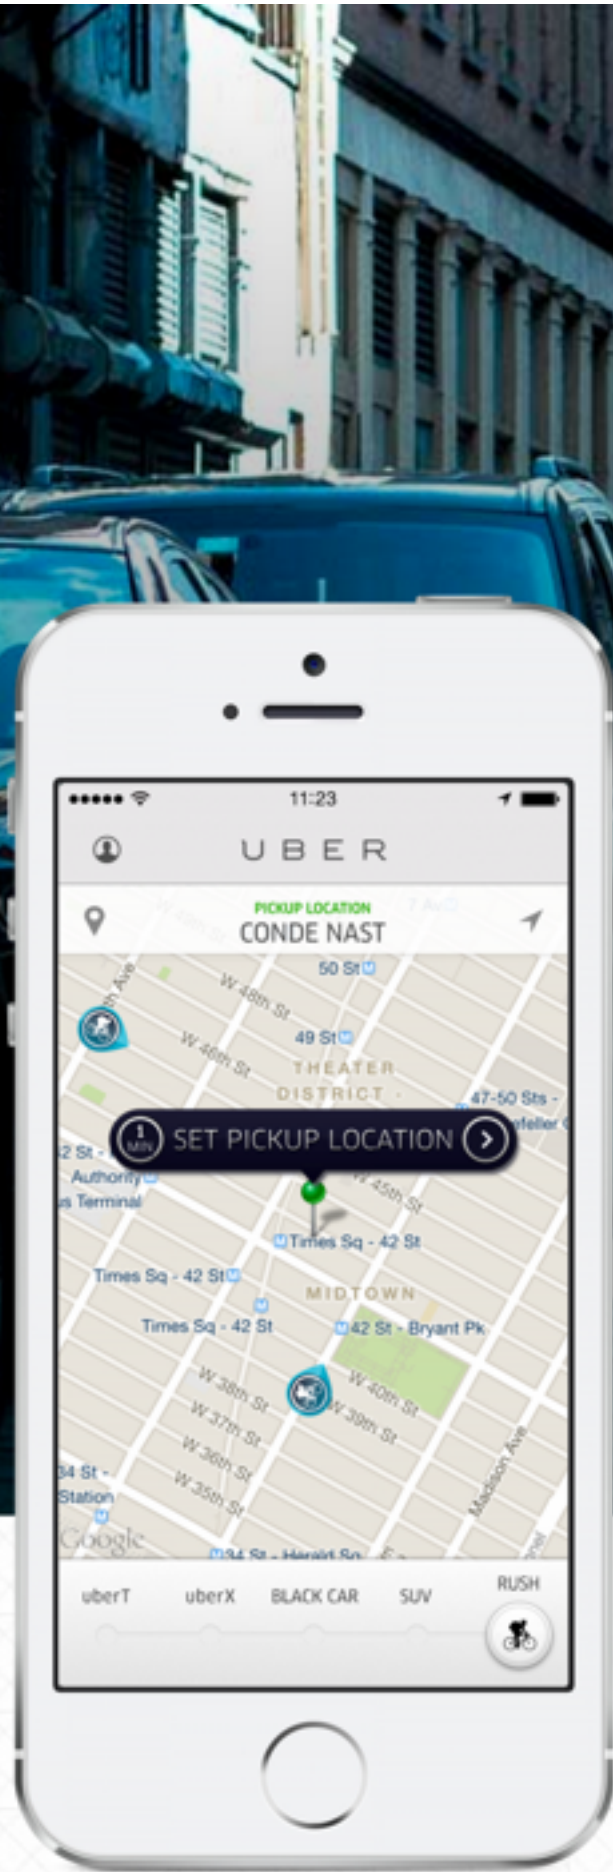 11:23
UBER
PICKUP LOCATION
CONDE NAST
50 St
W 48th St
49 St
W 46th St
THEATER
DISTRICT
47-50 Sts -
1 MIN SET PICKUP LOCATION
Authority
Terminal
W 45th St
Times Sq - 42 St
Times Sq - 42 St
MIDTOWN
Times Sq - 42 St
42 St - Bryant Pk
W 40th St
W 38th St
W 39th St
W 37th St
W 36th St
W 35th St
Madison Ave
34 St -
Station
Google
34 St - Herald Sq
uberT uberX BLACK CAR SUV RUSH